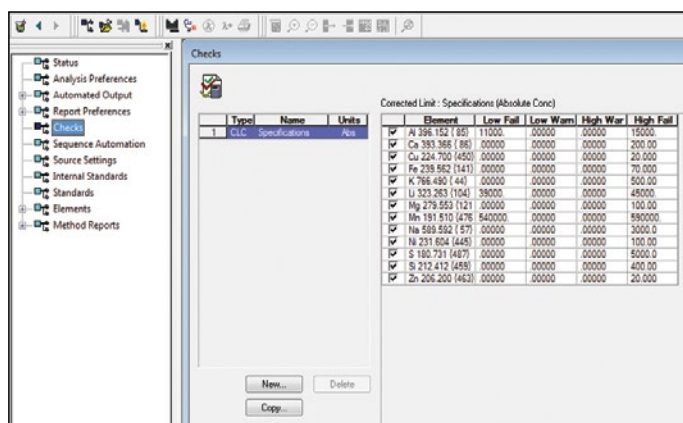 Checks
Status
Analysis Preferences
Automated Output
Report Preferences
Checks
Sequence Automation
Source Settings
Internal Standards
Standards
Elements
Method Reports
Type Name Units
1 CLC Specifications Abs
New... Delete
Copy...
Corrected Limit : Specifications (Absolute Conc)
Element Low Fail Low Warn High War High Fail
Al 396.152 { 85} 11000. .00000 .00000 15000.
Ca 393.366 { 86} .00000 .00000 .00000 200.00
Cu 224.700 {450} .00000 .00000 .00000 20.000
Fe 239.562 {141} .00000 .00000 .00000 70.000
K 766.490 { 44} .00000 .00000 .00000 500.00
Li 323.263 {104} 39000. .00000 .00000 45000.
Mg 279.553 {121 .00000 .00000 .00000 100.00
Mn 191.510 {476 540000. .00000 .00000 590000.
Na 589.592 { 57} .00000 .00000 .00000 3000.0
Ni 231.604 {445} .00000 .00000 .00000 100.00
S 180.731 {487} .00000 .00000 .00000 5000.0
Si 212.412 {459} .00000 .00000 .00000 400.00
Zn 206.200 {463} .00000 .00000 .00000 20.000